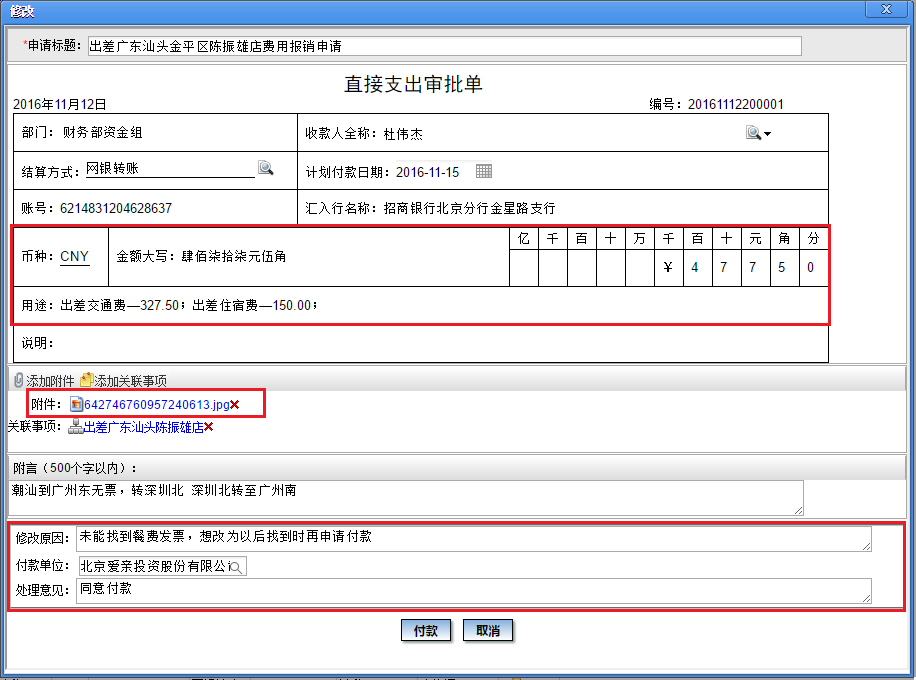 修改
*申请标题： 出差广东汕头金平区陈振雄店费用报销申请
直接支出审批单
2016年11月12日 编号：20161112200001
部门： 财务部资金组 收款人全称： 杜伟杰
结算方式： 网银转账 计划付款日期： 2016-11-15
账号： 6214831204628637 汇入行名称： 招商银行北京分行金星路支行
亿 千 百 十 万 千 百 十 元 角 分
币种： CNY 金额大写： 肆佰柒拾柒元伍角 ¥ 4 7 7 5 0
用途： 出差交通费—327.50；出差住宿费—150.00；
说明：
添加附件 添加关联事项
附件： 642746760957240613.jpg
关联事项： 出差广东汕头陈振雄店
附言（500个字以内）：
潮汕到广州东无票，转深圳北 深圳北转至广州南
修改原因： 未能找到餐费发票，想改为以后找到时再申请付款
付款单位： 北京爱亲投资股份有限公
处理意见： 同意付款
付款 取消